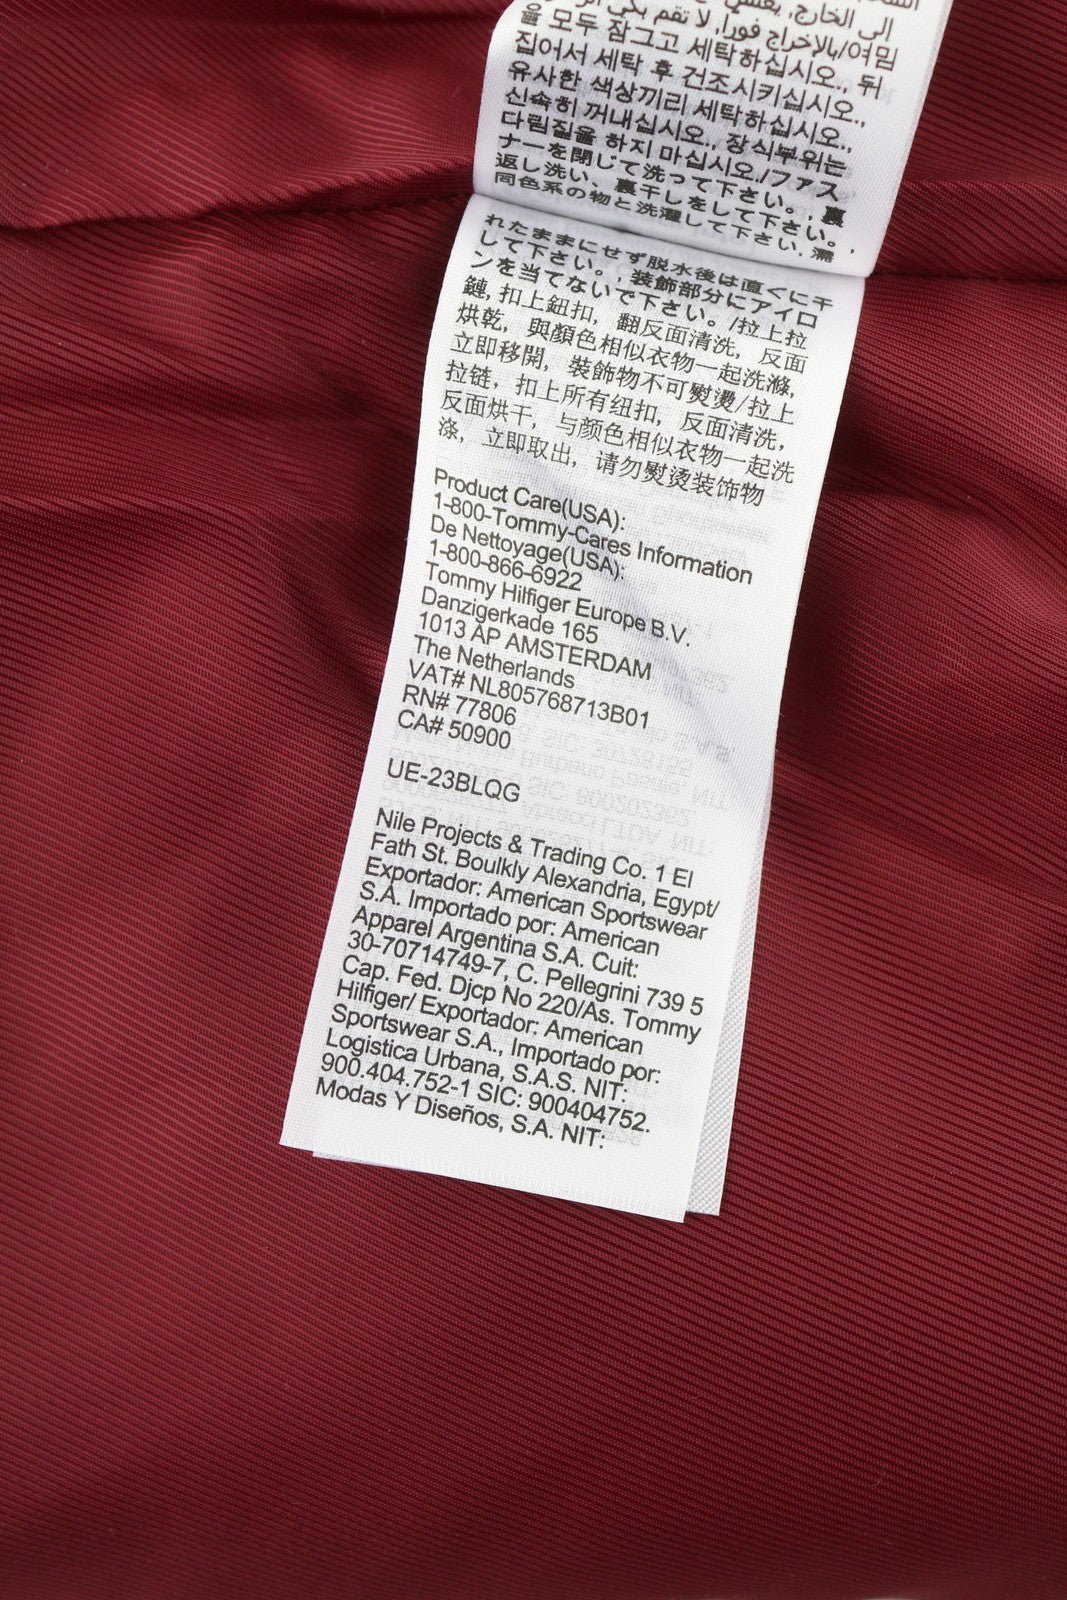 إلى الخارج, يغسل
بالإخراج فورا, لا تقم بكي
을 모두 잠그고 세탁하십시오., 뒤
집어서 세탁 후 건조시키십시오.,
유사한 색상끼리 세탁하십시오.,
신속히 꺼내십시오., 장식부위는
다림질을 하지 마십시오./ファス
ナーを閉じて洗って下さい。, 裏
返し洗い、裏干しをして下さい。,
同色系の物と洗濯して下さい, 濡
れたままにせず脱水後は直ぐに干
して下さい。, 装飾部分にアイロ
ンを当てないで下さい。/拉上拉
鏈, 扣上鈕扣, 翻反面清洗, 反面
烘乾, 與顏色相似衣物一起洗滌,
立即移開, 裝飾物不可熨燙/拉上
拉链, 扣上所有纽扣, 反面清洗,
反面烘干, 与颜色相似衣物一起洗
涤, 立即取出, 请勿熨烫装饰物
Product Care(USA):
1-800-Tommy-Cares Information
De Nettoyage(USA):
1-800-866-6922
Tommy Hilfiger Europe B.V.
Danzigerkade 165
1013 AP AMSTERDAM
The Netherlands
VAT# NL805768713B01
RN# 77806
CA# 50900
UE-23BLQG
Nile Projects & Trading Co. 1 El
Fath St. Boulkly Alexandria, Egypt/
Exportador: American Sportswear
S.A. Importado por: American
Apparel Argentina S.A. Cuit:
30-70714749-7, C. Pellegrini 739 5
Cap. Fed. Djcp No 220/As. Tommy
Hilfiger/ Exportador: American
Sportswear S.A., Importado por:
Logistica Urbana, S.A.S. NIT:
900.404.752-1 SIC: 900404752.
Modas Y Diseños, S.A. NIT: